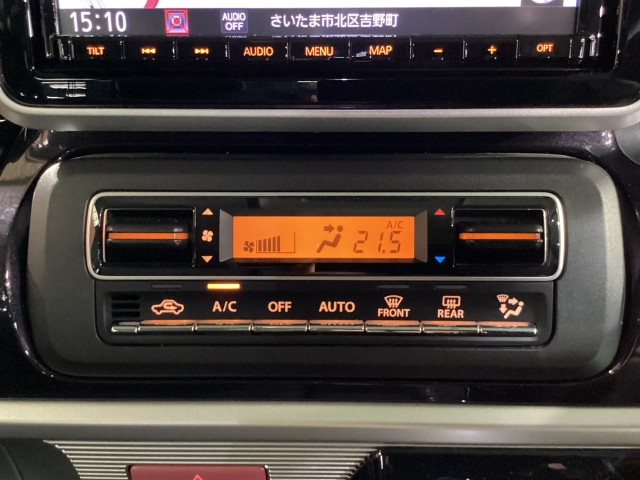 15:10 AUDIO OFF さいたま市北区吉野町
TILT AUDIO MENU MAP - + OPT
A/C
21.5
A/C OFF AUTO FRONT REAR